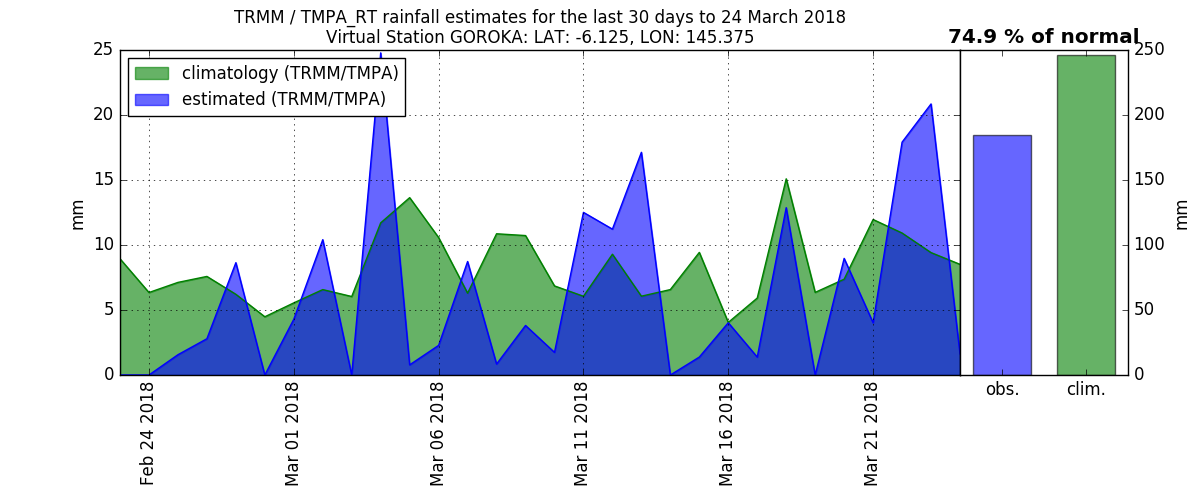 TRMM / TMPA_RT rainfall estimates for the last 30 days to 24 March 2018
Virtual Station GOROKA: LAT: -6.125, LON: 145.375
74.9 % of normal
climatology (TRMM/TMPA)
estimated (TRMM/TMPA)
25
20
15
10
5
0
mm
Feb 24 2018
Mar 01 2018
Mar 06 2018
Mar 11 2018
Mar 16 2018
Mar 21 2018
obs.
clim.
250
200
150
100
50
0
mm